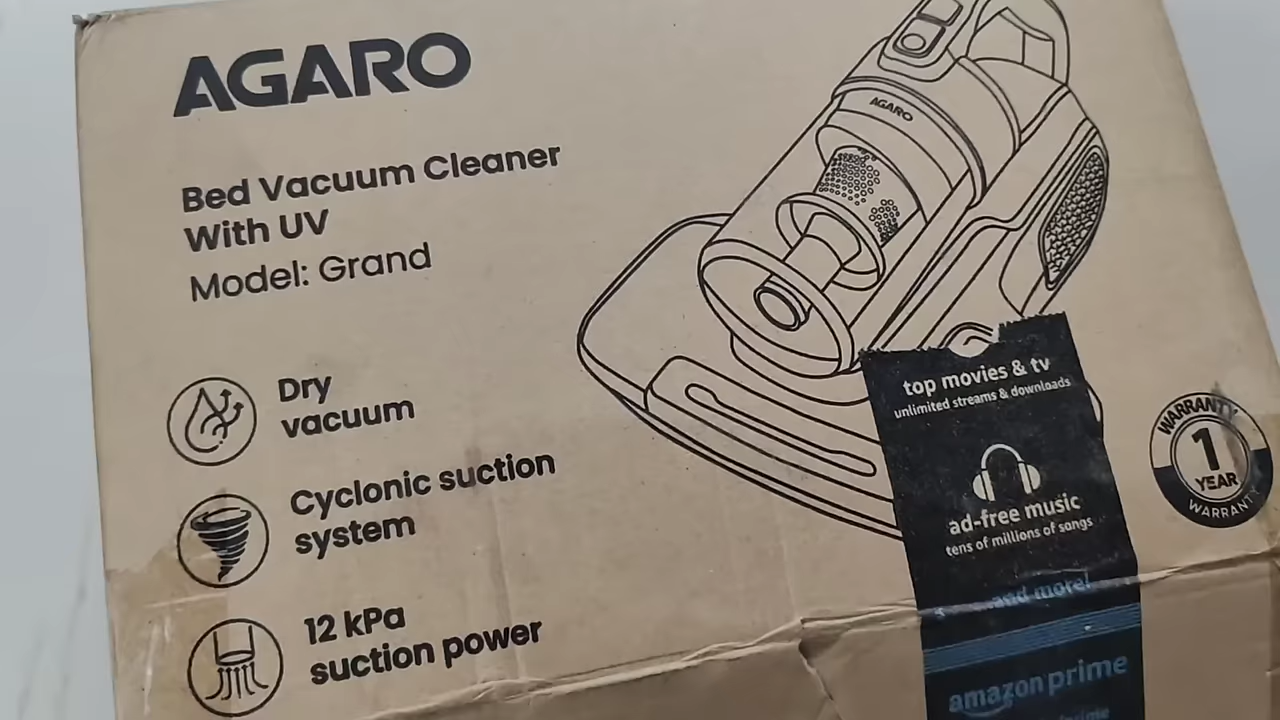 AGARO
Bed Vacuum Cleaner
With UV
Model: Grand
Dry
vacuum
Cyclonic suction
system
12 kPa
suction power
AGARO
top movies & tv
unlimited streams & downloads
ad-free music
tens of millions of songs
and more!
amazon prime
WARRANTY
1
YEAR
WARRANTY